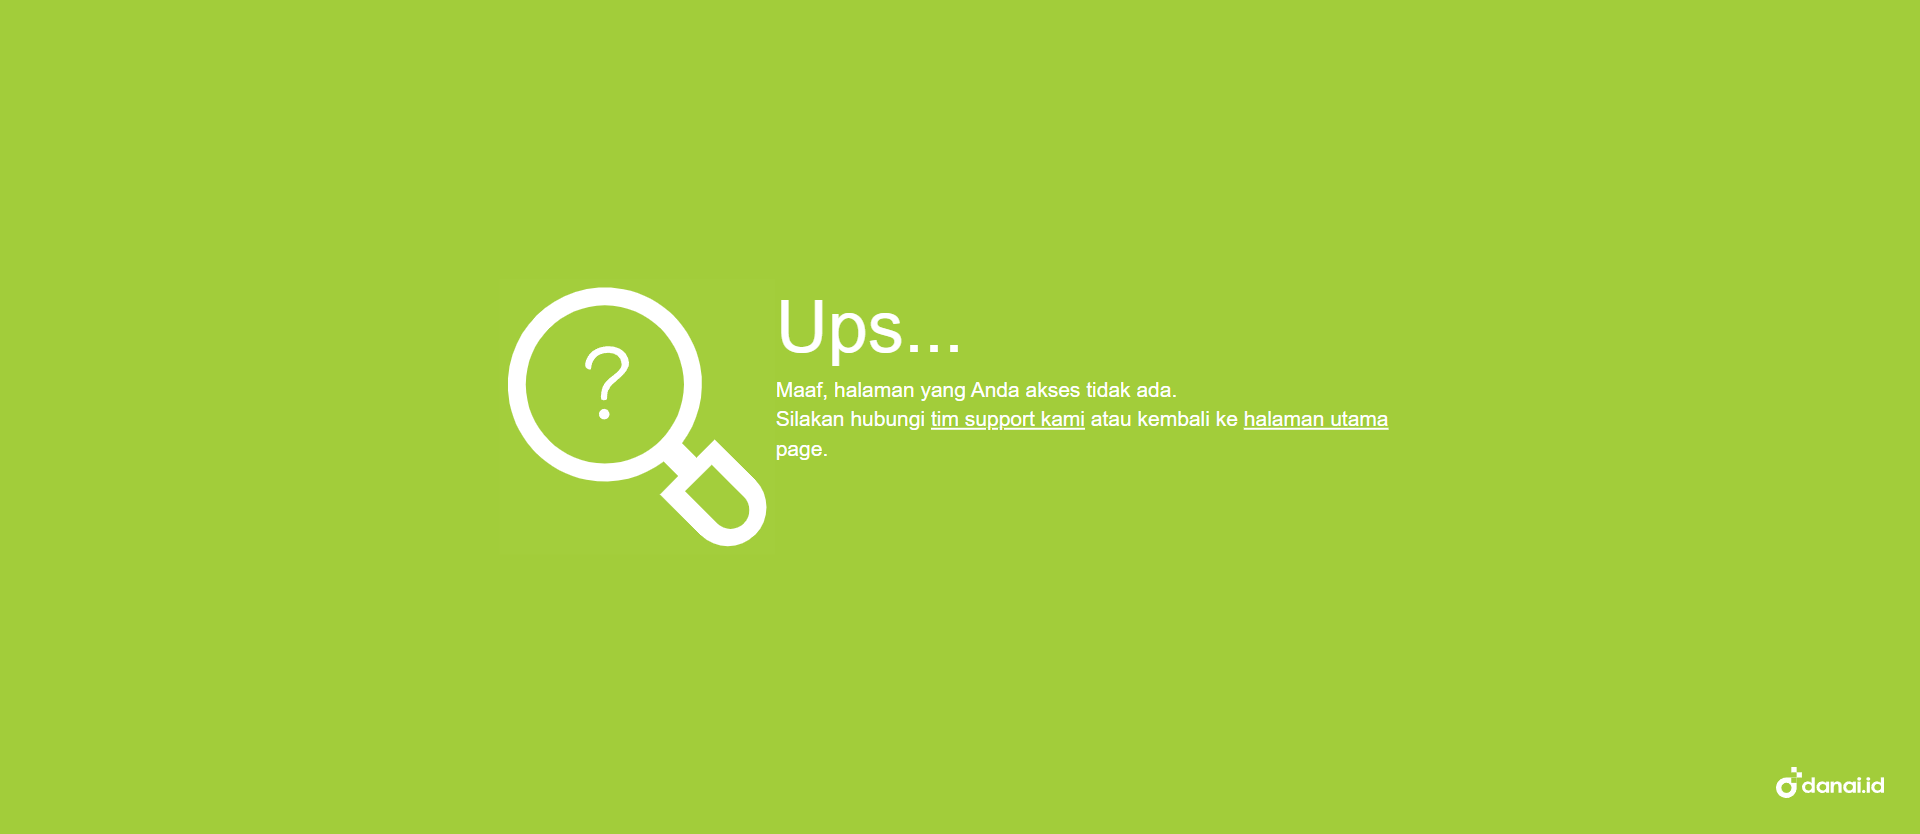 ?
Ups...
Maaf, halaman yang Anda akses tidak ada.
Silakan hubungi tim support kami atau kembali ke halaman utama
page.
danai.id